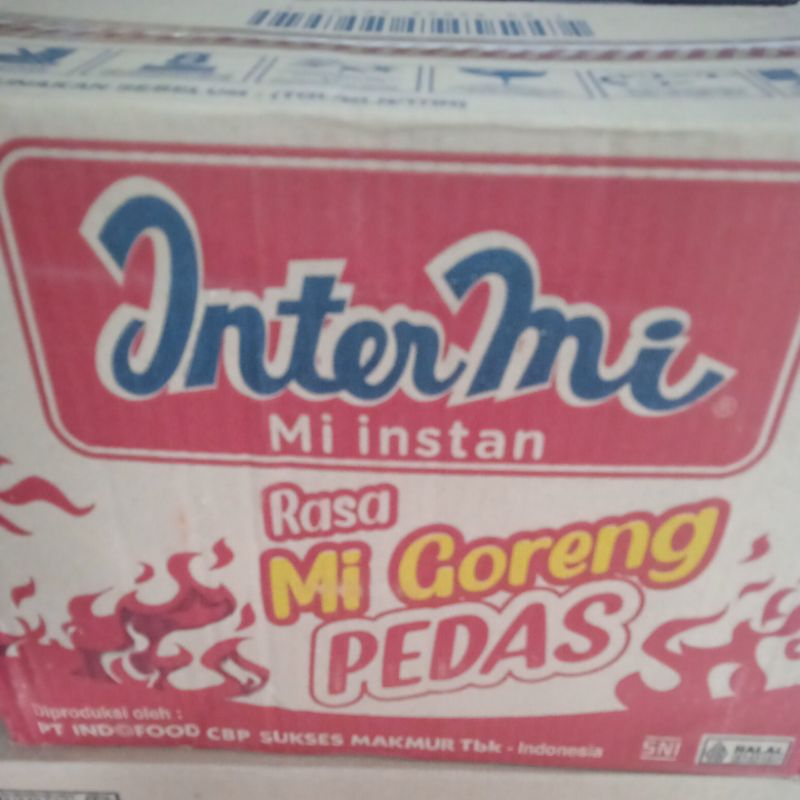 InterMi
Mi instan
Rasa
Mi Goreng
PEDAS
Diproduksi oleh :
PT INDOFOOD CBP SUKSES MAKMUR Tbk - Indonesia
SNI
HALAL